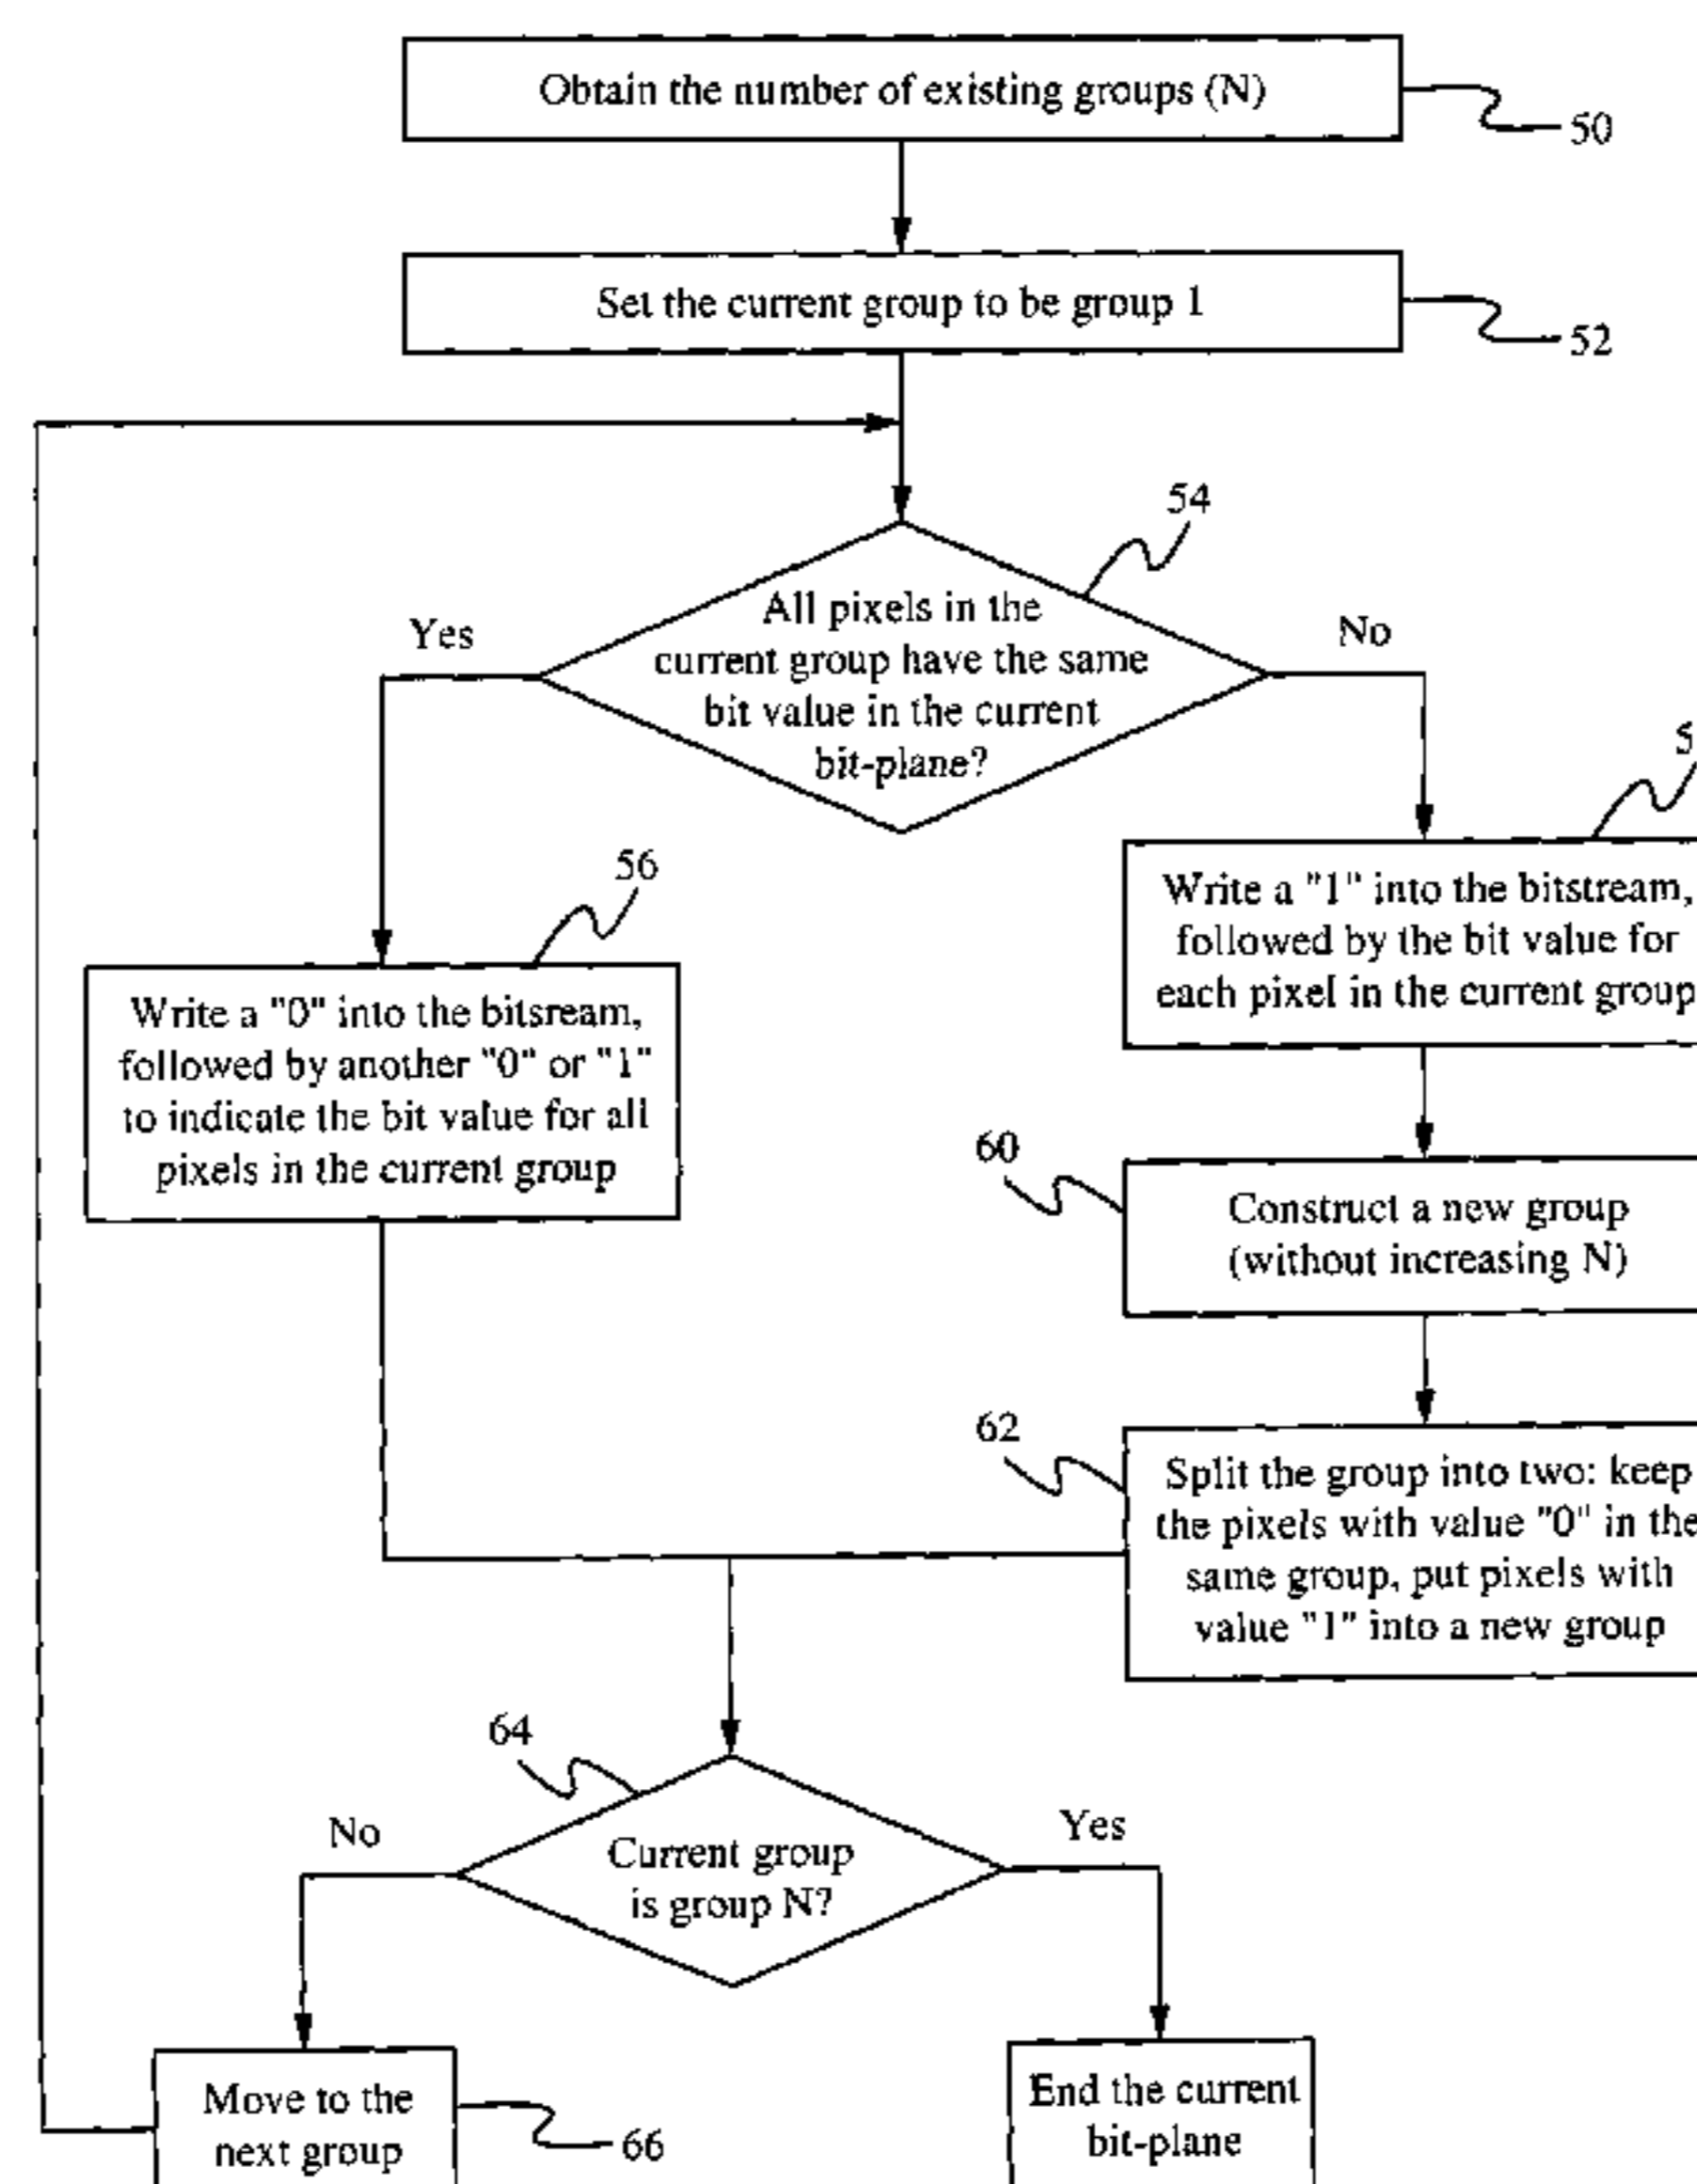 Obtain the number of existing groups (N)
50
Set the current group to be group 1
52
54
All pixels in the
current group have the same
bit value in the current
bit-plane?
Yes
No
5
56
Write a "1" into the bitstream,
followed by the bit value for
each pixel in the current group
Write a "0" into the bitsream,
followed by another "0" or "1"
to indicate the bit value for all
pixels in the current group
60
Construct a new group
(without increasing N)
62
Split the group into two: keep
the pixels with value "0" in the
same group, put pixels with
value "1" into a new group
64
No
Yes
Current group
is group N?
Move to the
next group
66
End the current
bit-plane